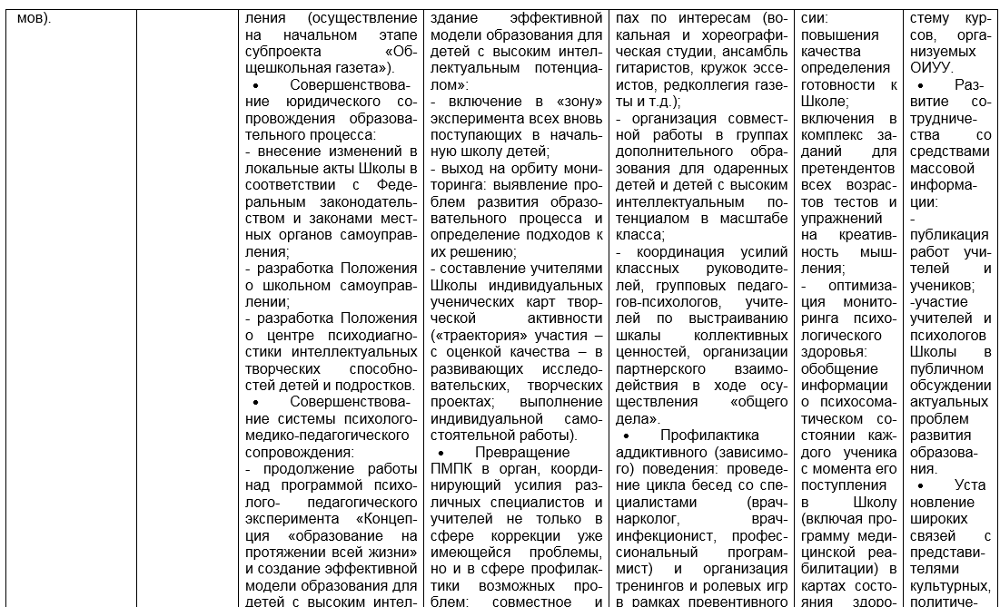 мов).
ления (осуществление
на начальном этапе
субпроекта «Об-
щешкольная газета»).
• Совершенствова-
ние юридического со-
провождения образова-
тельного процесса:
- внесение изменений в
локальные акты Школы в
соответствии с Феде-
ральным законодатель-
ством и законами мест-
ных органов самоуправ-
ления;
- разработка Положения
о школьном самоуправ-
лении;
- разработка Положения
о центре психодиагно-
стики интеллектуальных
творческих способно-
стей детей и подростков.
• Совершенствова-
ние системы психолого-
медико-педагогического
сопровождения:
- продолжение работы
над программой психо-
лого- педагогического
эксперимента «Концеп-
ция «образование на
протяжении всей жизни»
и создание эффективной
модели образования для
детей с высоким интел-
здание эффективной
модели образования для
детей с высоким интел-
лектуальным потенциа-
лом»:
- включение в «зону»
эксперимента всех вновь
поступающих в началь-
ную школу детей;
- выход на орбиту мони-
торинга: выявление про-
блем развития образо-
вательного процесса и
определение подходов к
их решению;
- составление учителями
Школы индивидуальных
ученических карт твор-
ческой активности
(«траектория» участия –
с оценкой качества – в
развивающих исследо-
вательских, творческих
проектах; выполнение
индивидуальной само-
стоятельной работы).
• Превращение
ПМПК в орган, коорди-
нирующий усилия раз-
личных специалистов и
учителей не только в
сфере коррекции уже
имеющейся проблемы,
но и в сфере профилак-
тики возможных про-
блем: совместное и
пах по интересам (во-
кальная и хореографи-
ческая студии, ансамбль
гитаристов, кружок эссе-
истов, редколлегия газе-
ты и т.д.);
- организация совмест-
ной работы в группах
дополнительного обра-
зования для одаренных
детей и детей с высоким
интеллектуальным по-
тенциалом в масштабе
класса;
- координация усилий
классных руководите-
лей, групповых педаго-
гов-психологов, учите-
лей по выстраиванию
шкалы коллективных
ценностей, организации
партнерского взаимо-
действия в ходе осу-
ществления «общего
дела».
• Профилактика
аддиктивного (зависимо-
го) поведения: проведе-
ние цикла бесед со спе-
циалистами (врач-
нарколог, врач-
инфекционист, профес-
сиональный програм-
мист) и организация
тренингов и ролевых игр
в рамках превентивного
сии:
повышения
качества
определения
готовности к
Школе;
включения в
комплекс за-
даний для
претендентов
всех возрас-
тов тестов и
упражнений
на креатив-
ность мыш-
ления;
- оптимиза-
ция монито-
ринга психо-
логического
здоровья:
обобщение
информации
о психосома-
тическом со-
стоянии каж-
дого ученика
с момента его
поступления
в Школу
(включая про-
грамму меди-
цинской реа-
билитации) в
картах состо-
яния здоро-
стему кур-
сов, орга-
низуемых
ОИУУ.
• Раз-
витие со-
трудниче-
ства со
средствами
массовой
информа-
ции:
-
публикация
работ учи-
телей и
учеников;
-участие
учителей и
психологов
Школы в
публичном
обсуждении
актуальных
проблем
развития
образова-
ния.
• Уста
новление
широких
связей с
представи-
телями
культурных,
политиче-